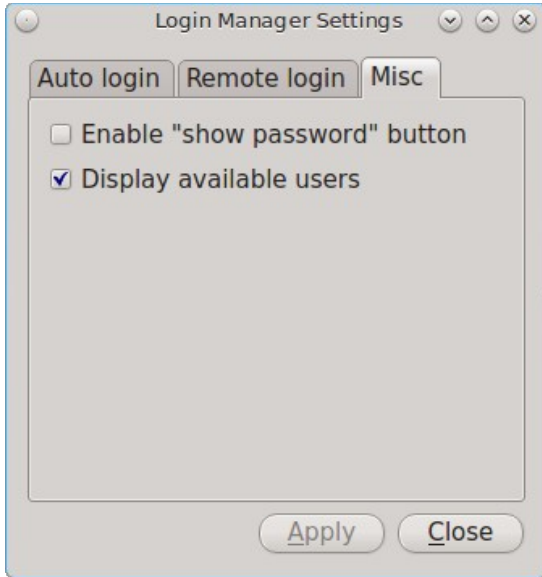 Login Manager Settings
Auto login Remote login Misc
Enable "show password" button
Display available users
Apply Close